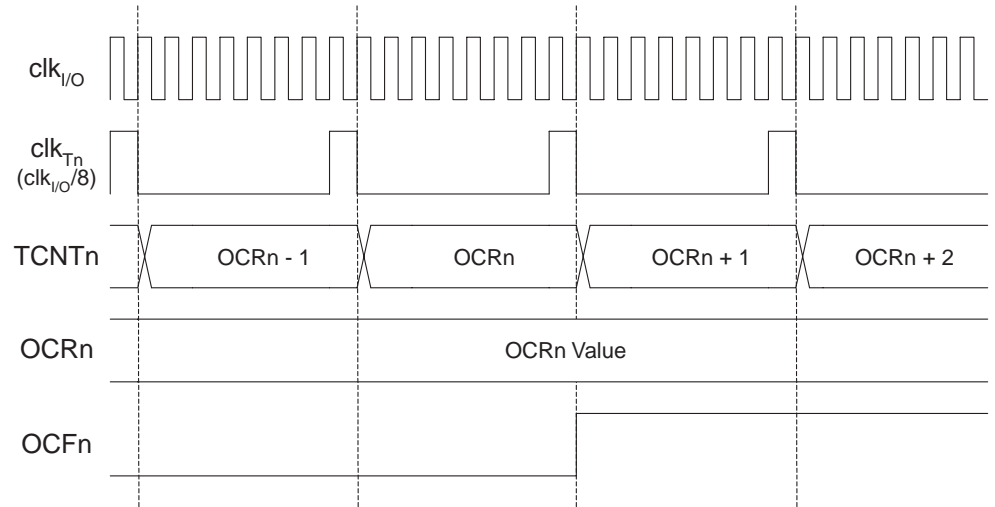 clkI/O
clkTn
(clkI/O/8)
TCNTn
OCRn - 1
OCRn
OCRn + 1
OCRn + 2
OCRn
OCRn Value
OCFn